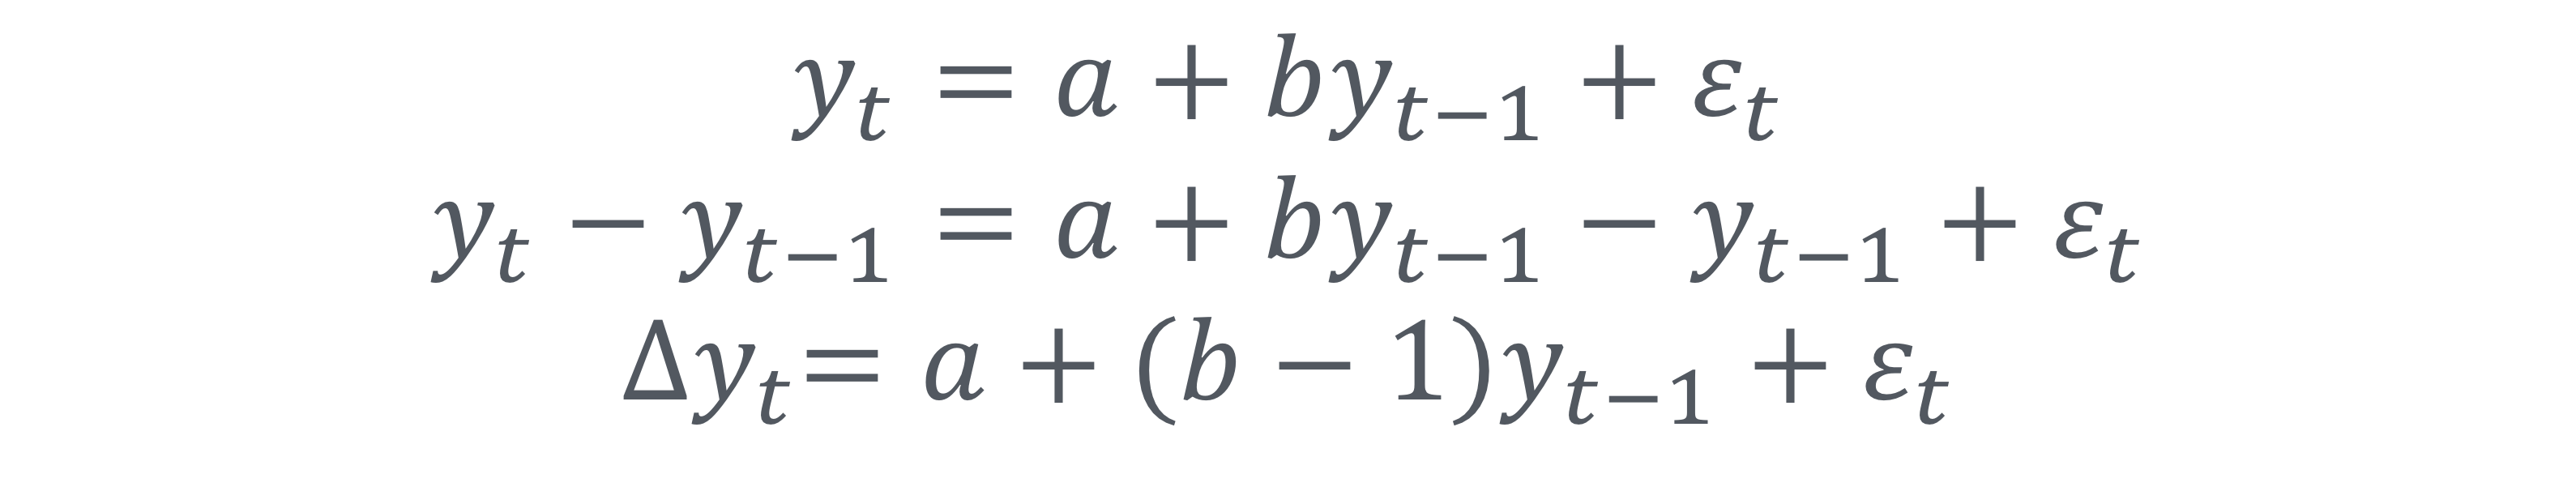 yₜ = a + byₜ₋₁ + εₜ
yₜ − yₜ₋₁ = a + byₜ₋₁ − yₜ₋₁ + εₜ
Δyₜ = a + (b − 1)yₜ₋₁ + εₜ